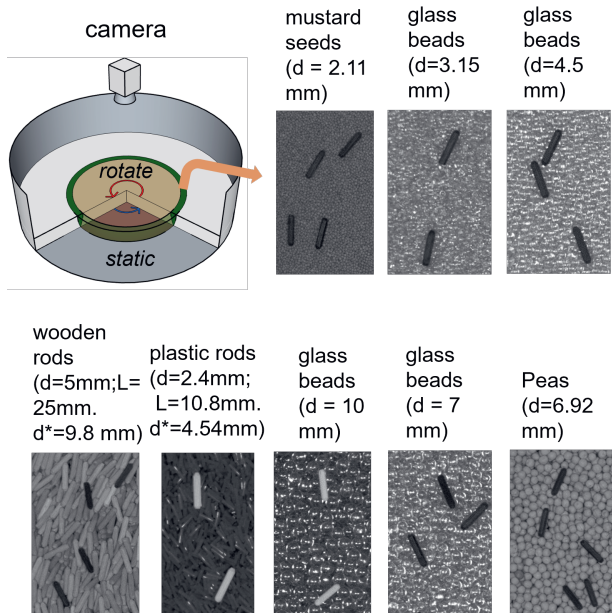 camera
rotate
static
mustard
seeds
(d = 2.11
mm)
glass
beads
(d=3.15
mm)
glass
beads
(d=4.5
mm)
wooden
rods
(d=5mm;L=
25mm.
d*=9.8 mm)
plastic rods
(d=2.4mm;
L=10.8mm.
d*=4.54mm)
glass
beads
(d = 10
mm)
glass
beads
(d = 7
mm)
Peas
(d=6.92
mm)